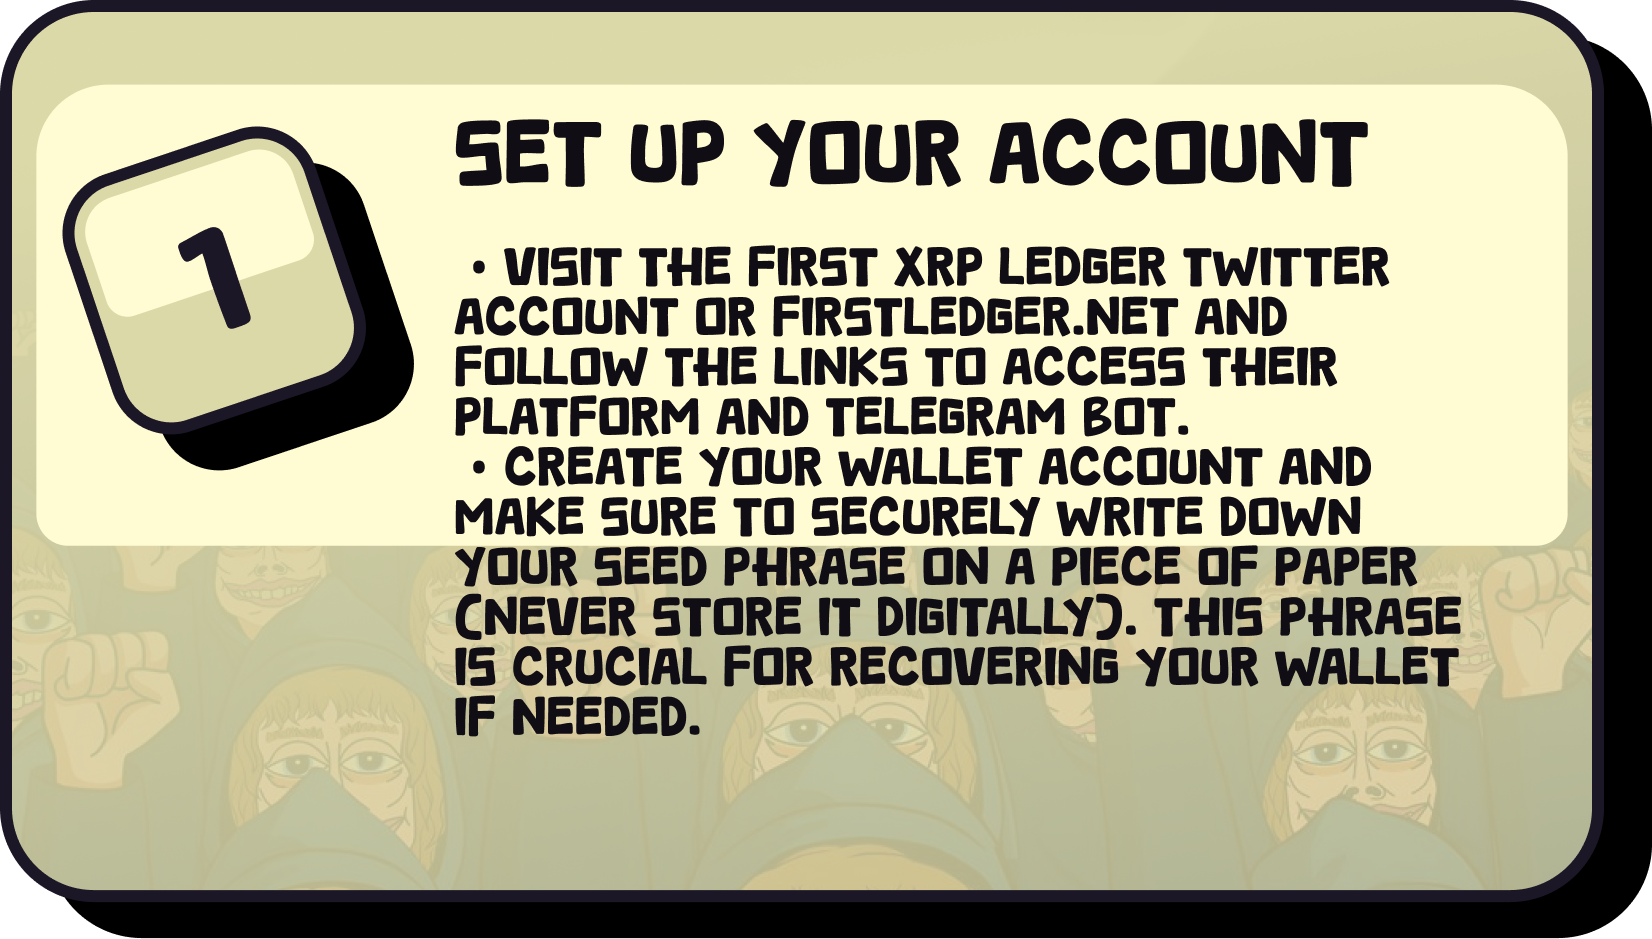 1
SET UP YOUR ACCOUNT
• VISIT THE FIRST XRP LEDGER TWITTER
ACCOUNT OR FIRSTLEDGER.NET AND
FOLLOW THE LINKS TO ACCESS THEIR
PLATFORM AND TELEGRAM BOT.
• CREATE YOUR WALLET ACCOUNT AND
MAKE SURE TO SECURELY WRITE DOWN
YOUR SEED PHRASE ON A PIECE OF PAPER
(NEVER STORE IT DIGITALLY). THIS PHRASE
IS CRUCIAL FOR RECOVERING YOUR WALLET
IF NEEDED.